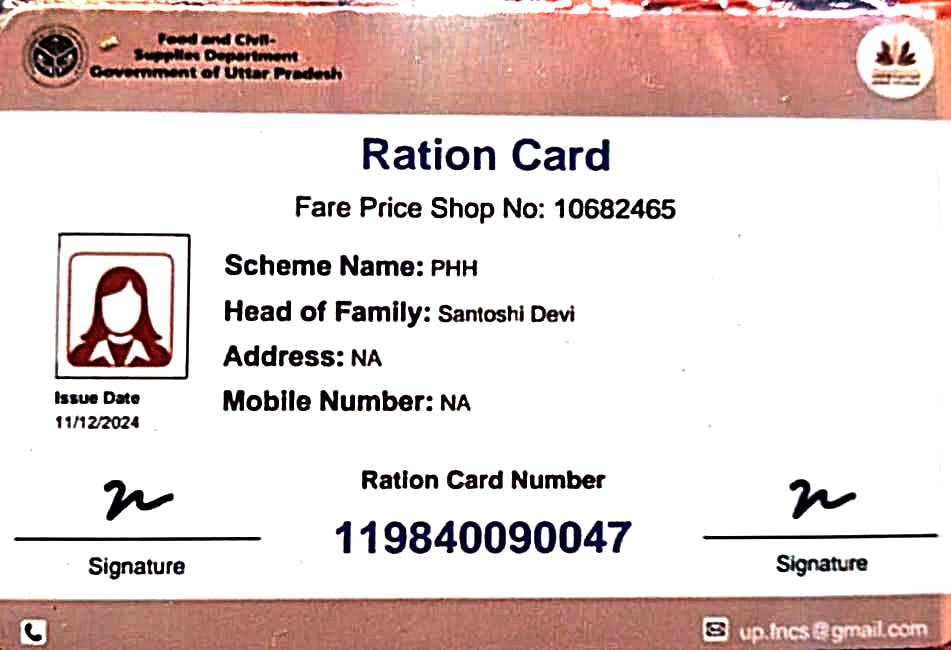 Food and Civil-
Supplies Department
Government of Uttar Pradesh
Ration Card
Fare Price Shop No: 10682465
Scheme Name: PHH
Head of Family: Santoshi Devi
Address: NA
Mobile Number: NA
Issue Date
11/12/2024
Ration Card Number
119840090047
Signature
Signature
up.fncs@gmail.com